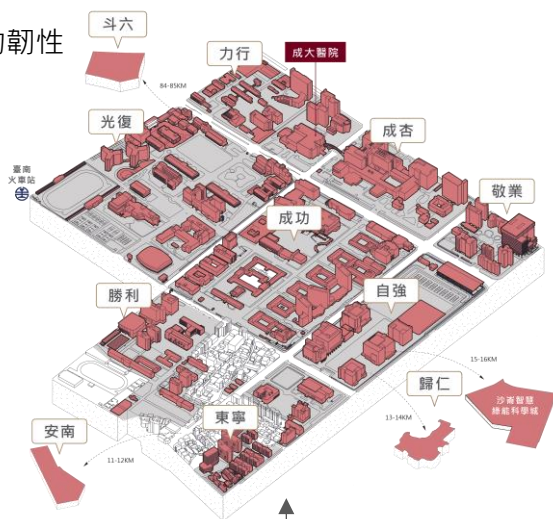 的韌性
斗六
84-85KM
力行
成大醫院
光復
成杏
臺南
火車站
敬業
成功
自強
勝利
15-16KM
歸仁
沙崙智慧
綠能科學城
13-14KM
東寧
安南
11-12KM